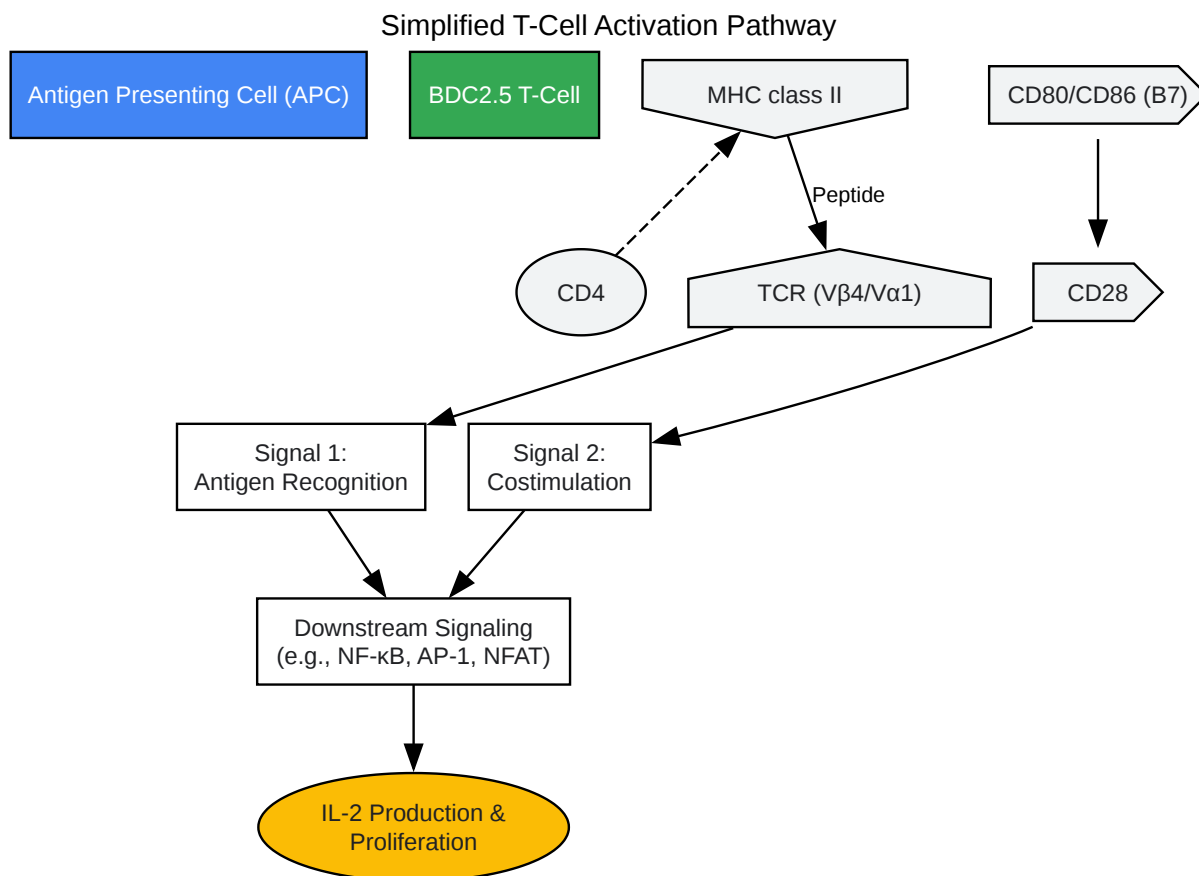 Simplified T-Cell Activation Pathway
Antigen Presenting Cell (APC)
BDC2.5 T-Cell
MHC class II
CD80/CD86 (B7)
Peptide
CD4
TCR (Vβ4/Vα1)
CD28
Signal 1:
Antigen Recognition
Signal 2:
Costimulation
Downstream Signaling
(e.g., NF-κB, AP-1, NFAT)
IL-2 Production &
Proliferation